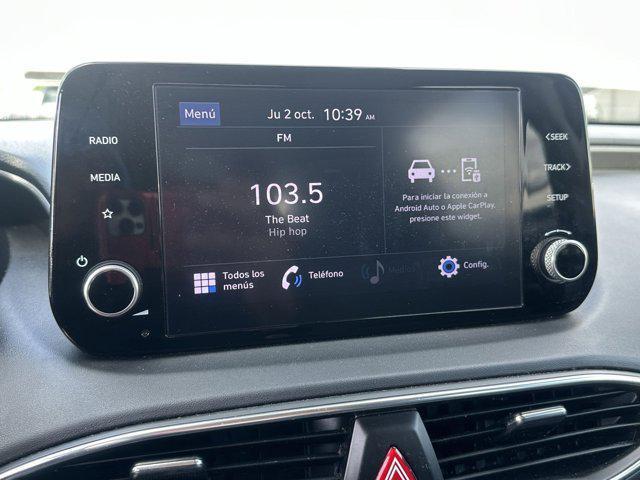 Menú
Ju 2 oct. 10:39 AM
FM
RADIO
MEDIA
103.5
The Beat
Hip hop
Para iniciar la conexión a
Android Auto o Apple CarPlay,
presione este widget.
Todos los
menús
Teléfono
Medios
Config.
<SEEK
TRACK>
SETUP